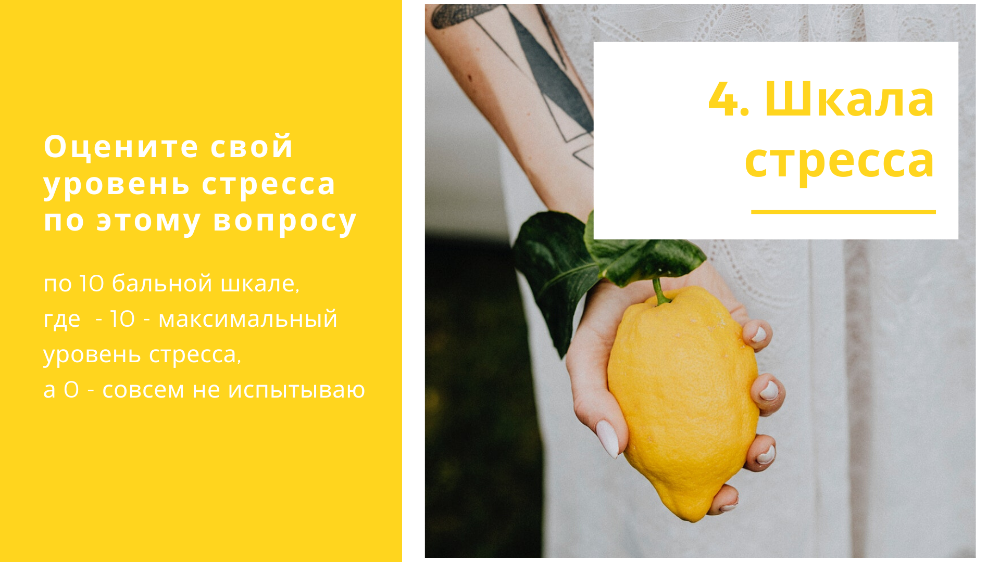 Оцените свой
уровень стресса
по этому вопросу
по 10 бальной шкале,
где  - 10 - максимальный
уровень стресса,
а 0 - совсем не испытываю
4. Шкала
стресса